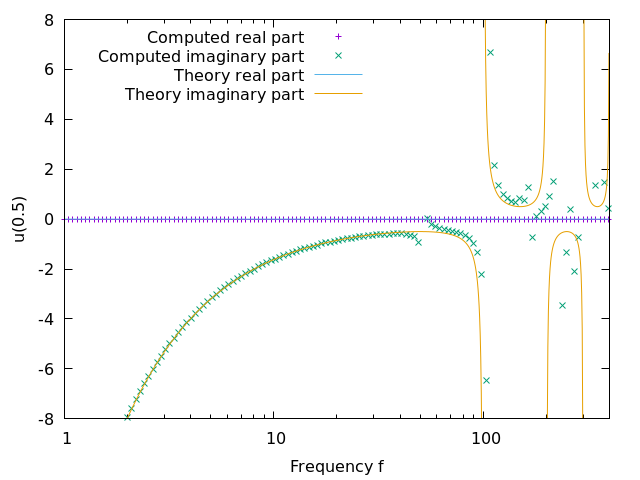 8
6
4
2
0
-2
-4
-6
-8
u(0.5)
Computed real part
Computed imaginary part
Theory real part
Theory imaginary part
1 10 100
Frequency f